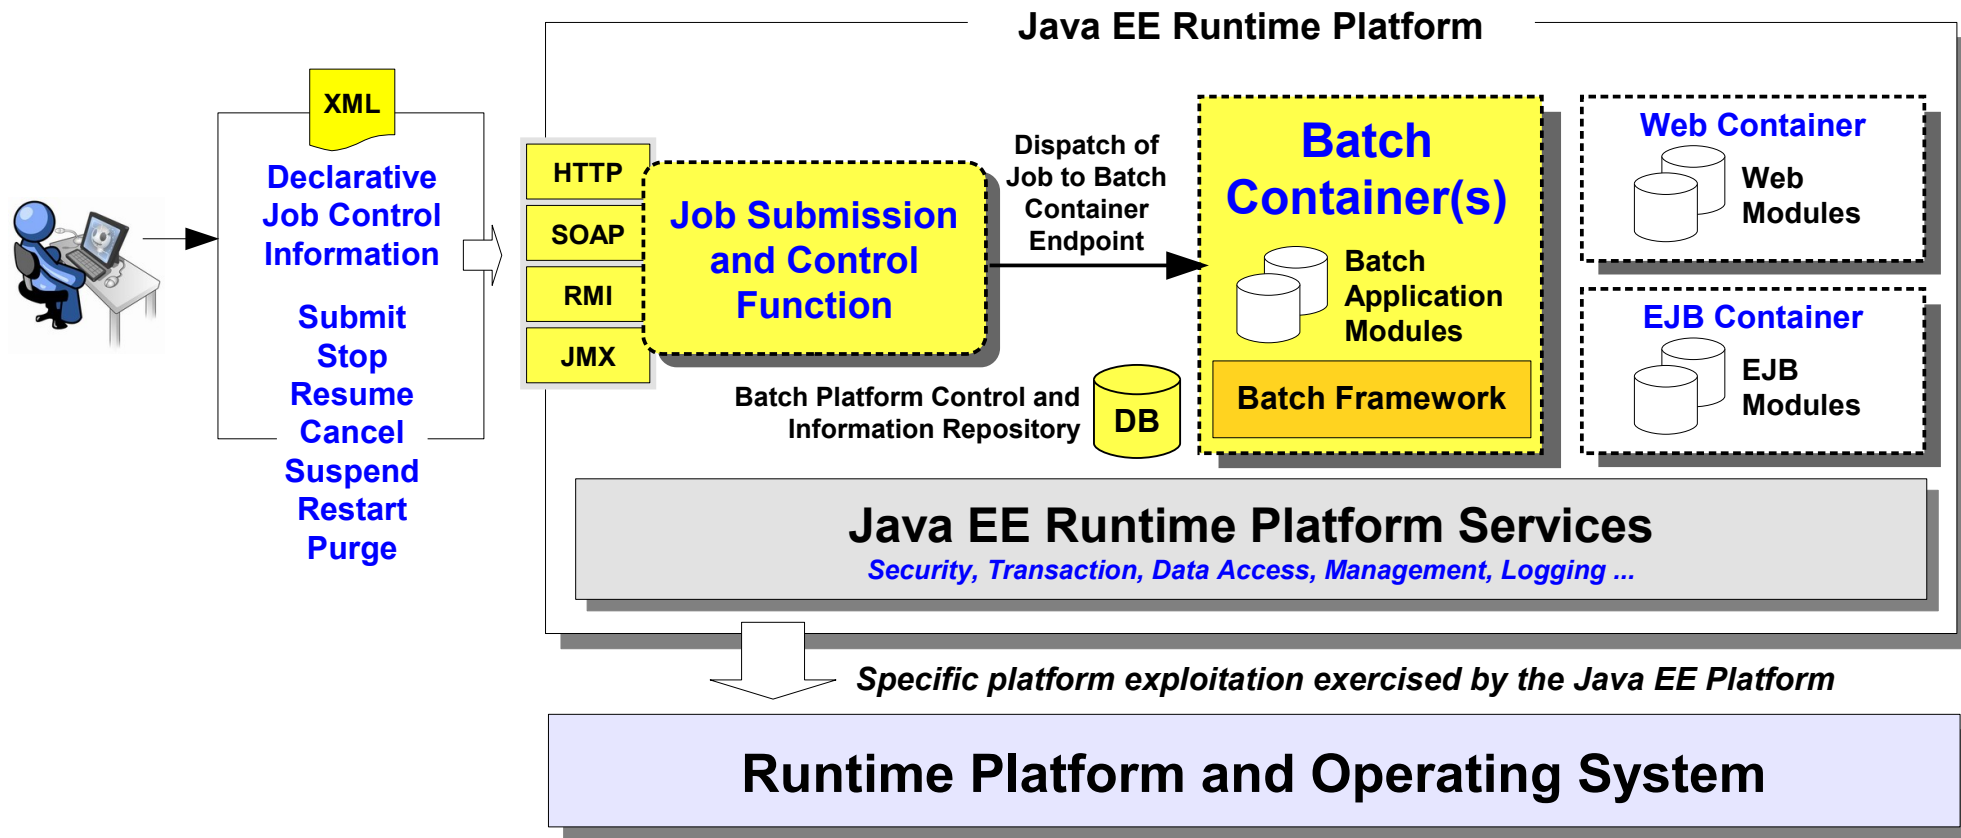 Java EE Runtime Platform
XML
Declarative
Job Control
Information
Submit
Stop
Resume
Cancel
Suspend
Restart
Purge
HTTP
SOAP
RMI
JMX
Job Submission
and Control
Function
Dispatch of
Job to Batch
Container
Endpoint
Batch Platform Control and
Information Repository
DB
Batch
Container(s)
Batch
Application
Modules
Batch Framework
Web Container
Web
Modules
EJB Container
EJB
Modules
Java EE Runtime Platform Services
Security, Transaction, Data Access, Management, Logging ...
Specific platform exploitation exercised by the Java EE Platform
Runtime Platform and Operating System